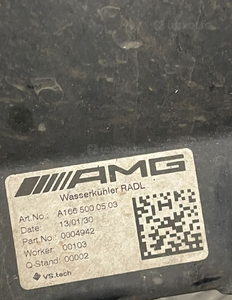 AMG
Wasserkühler RADL
Art.No.: A166 500 05 03
Date: 13/01/30
Part.No.: 0004942
Worker: 00103
Q-Stand: 00002
VS.tech